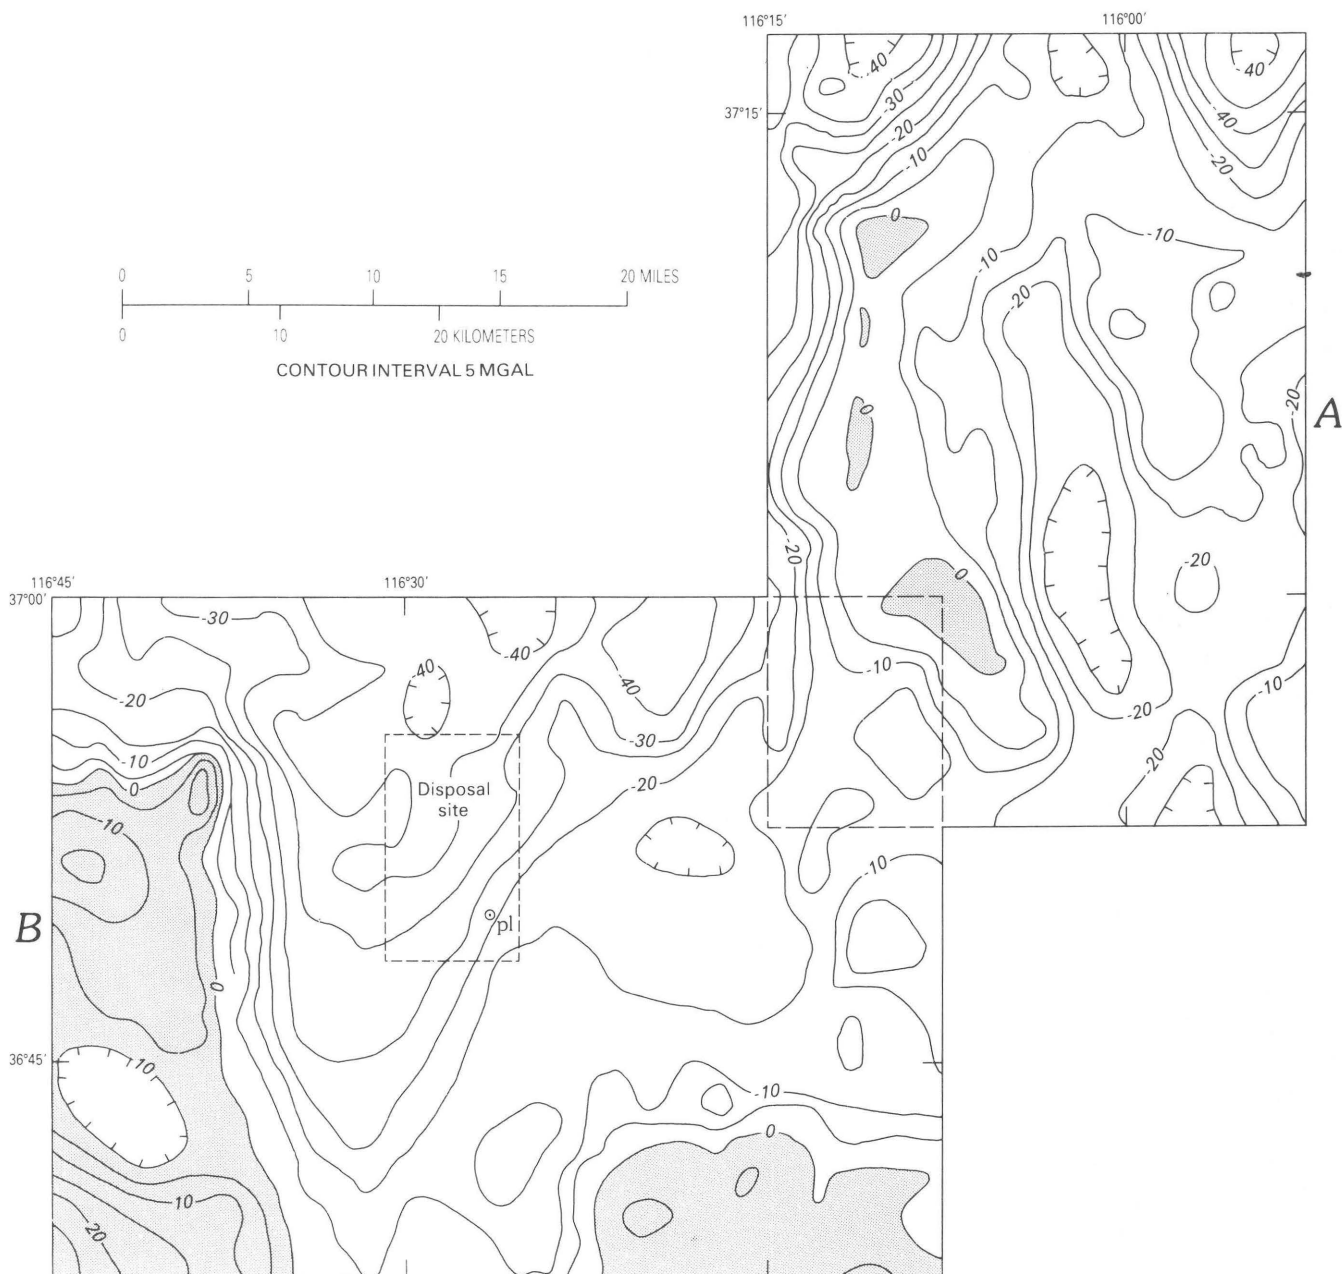 116°15' 116°00'
37°15'
-40 -40
-30 -40
-20 -20
-10
0 -10
-10
-20
0 5 10 15 20 MILES
0 10 20 KILOMETERS
CONTOUR INTERVAL 5 MGAL
0 -20 A
-20 0 -20
116°45' 116°30'
37°00'
-30
-40 -40 -40
-20 -10 -10
-30 -20
-10 -20
0 -20
Disposal
site
-10
-10
B pl
0
36°45'
10 -10
0
10
20